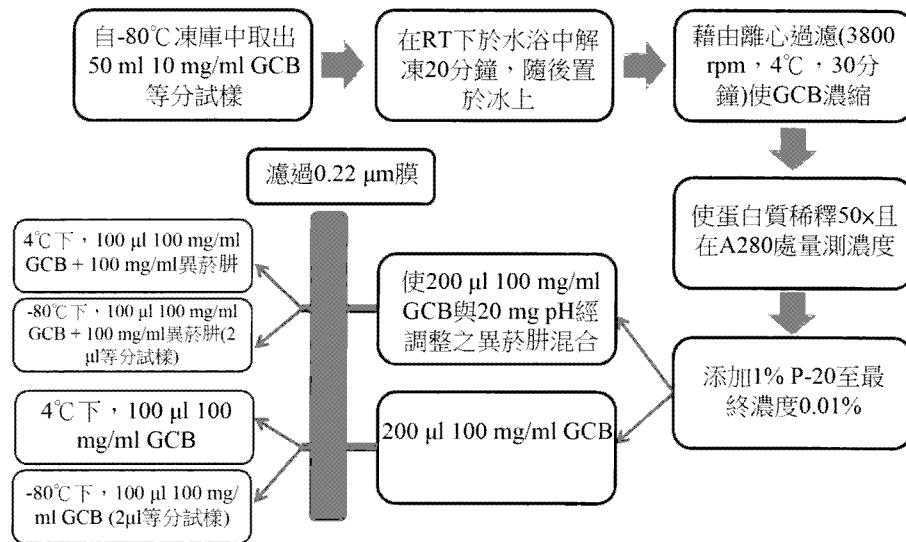 自-80℃凍庫中取出
50 ml 10 mg/ml GCB
等分試樣
在RT下於水浴中解
凍20分鐘，隨後置
於冰上
藉由離心過濾(3800
rpm，4℃，30分
鐘)使GCB濃縮
使蛋白質稀釋50×且
在A280處量測濃度
添加1% P-20至最
終濃度0.01%
使200 μl 100 mg/ml
GCB與20 mg pH經
調整之異菸肼混合
200 μl 100 mg/ml GCB
濾過0.22 μm膜
4℃下，100 μl 100 mg/ml
GCB + 100 mg/ml異菸肼
-80℃下，100 μl 100 mg/ml
GCB + 100 mg/ml異菸肼(2
μl等分試樣)
4℃下，100 μl 100
mg/ml GCB
-80℃下，100 μl 100 mg/
ml GCB (2μl等分試樣)